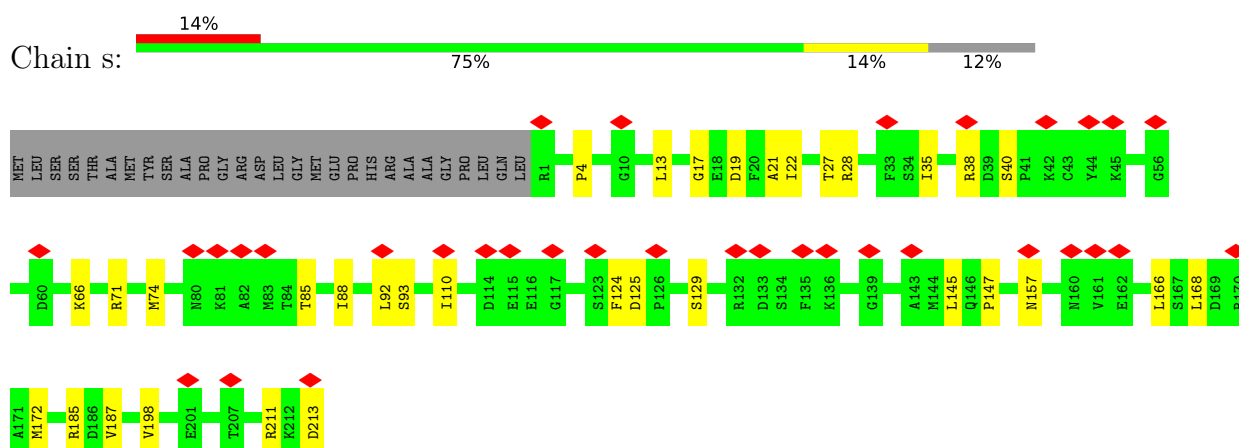 14%
Chain s:
75% 14% 12%
MET LEU SER SER THR ALA MET TYR SER ALA PRO GLY ARG ASP LEU GLY MET GLU PRO HIS ARG ALA ALA GLY PRO LEU GLN LEU R1 P4 G10 L13 G17 E18 D19 F20 A21 I22 T27 R28 F33 S34 I35 R38 D39 S40 P41 K42 C43 Y44 K45 G56
D60 K66 R71 M74 N80 K81 A82 M83 T84 T85 I88 L92 S93 I110 D114 E115 E116 G117 S123 F124 D125 P126 S129 R132 D133 S134 F135 K136 G139 A143 M144 L145 Q146 P147 N157 N160 V161 E162 L166 S167 L168 D169
A171 M172 R185 D186 V187 V198 E201 T207 R211 K212 D213